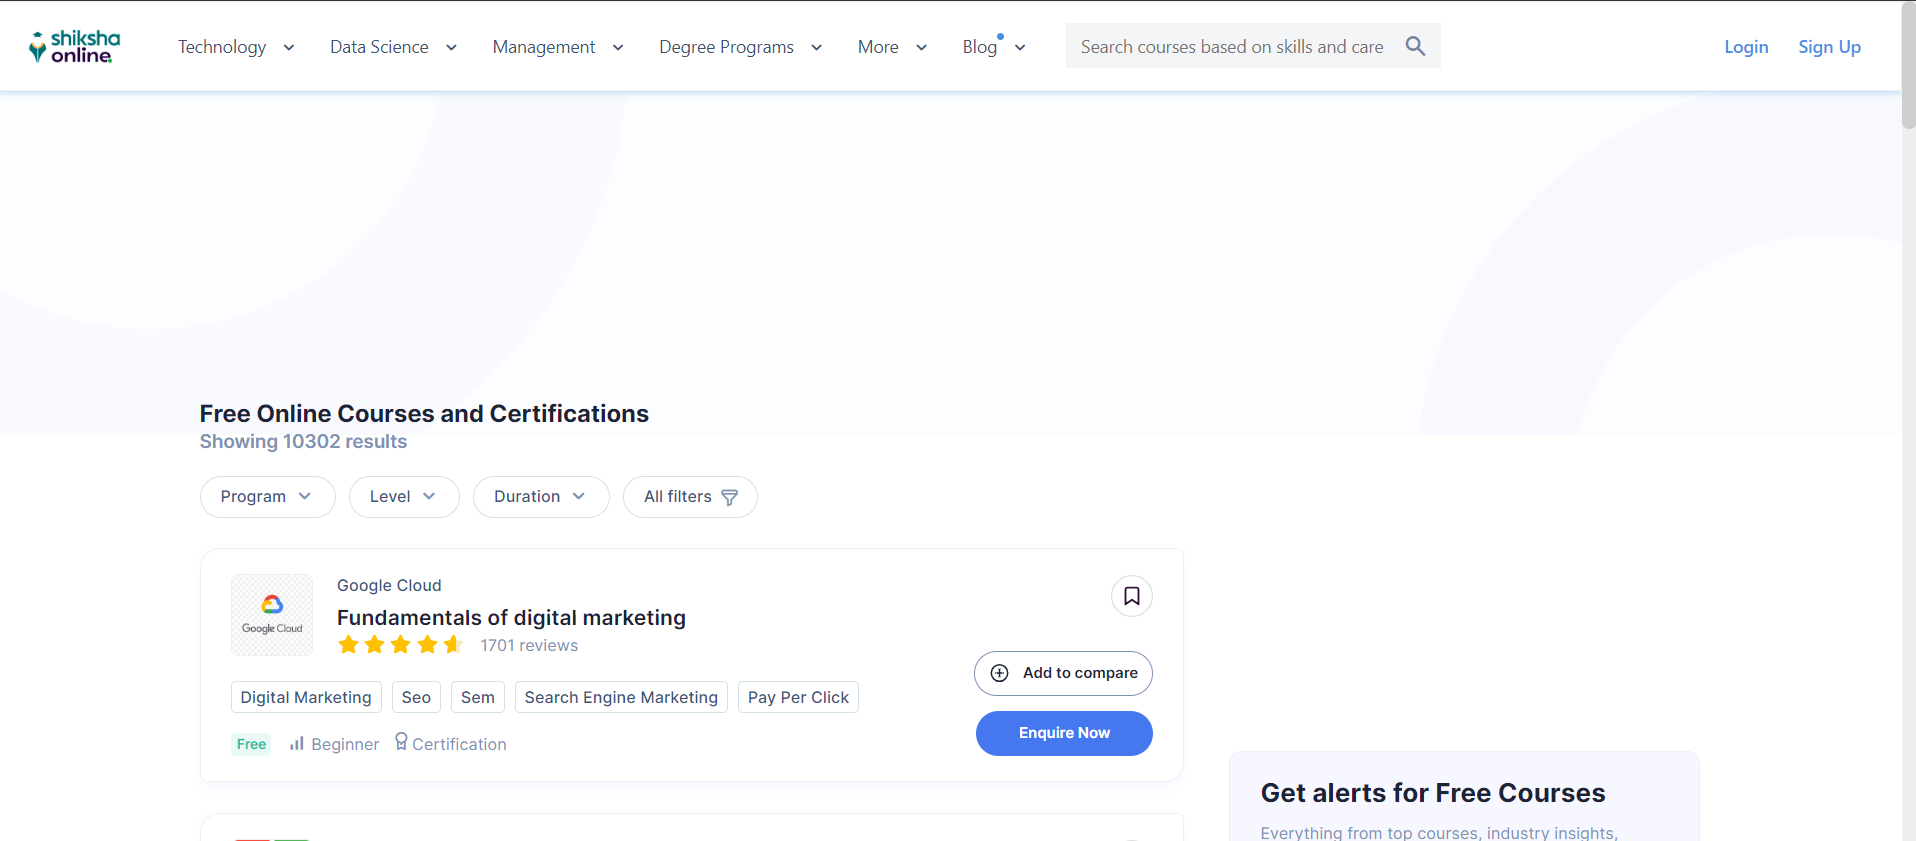 shiksha
online
Technology
Data Science
Management
Degree Programs
More
Blog
Search courses based on skills and care
Login
Sign Up
Free Online Courses and Certifications
Showing 10302 results
Program
Level
Duration
All filters
Google Cloud
Google Cloud
Fundamentals of digital marketing
1701 reviews
Add to compare
Digital Marketing
Seo
Sem
Search Engine Marketing
Pay Per Click
Enquire Now
Free
Beginner
Certification
Get alerts for Free Courses
Everything from top courses, industry insights,